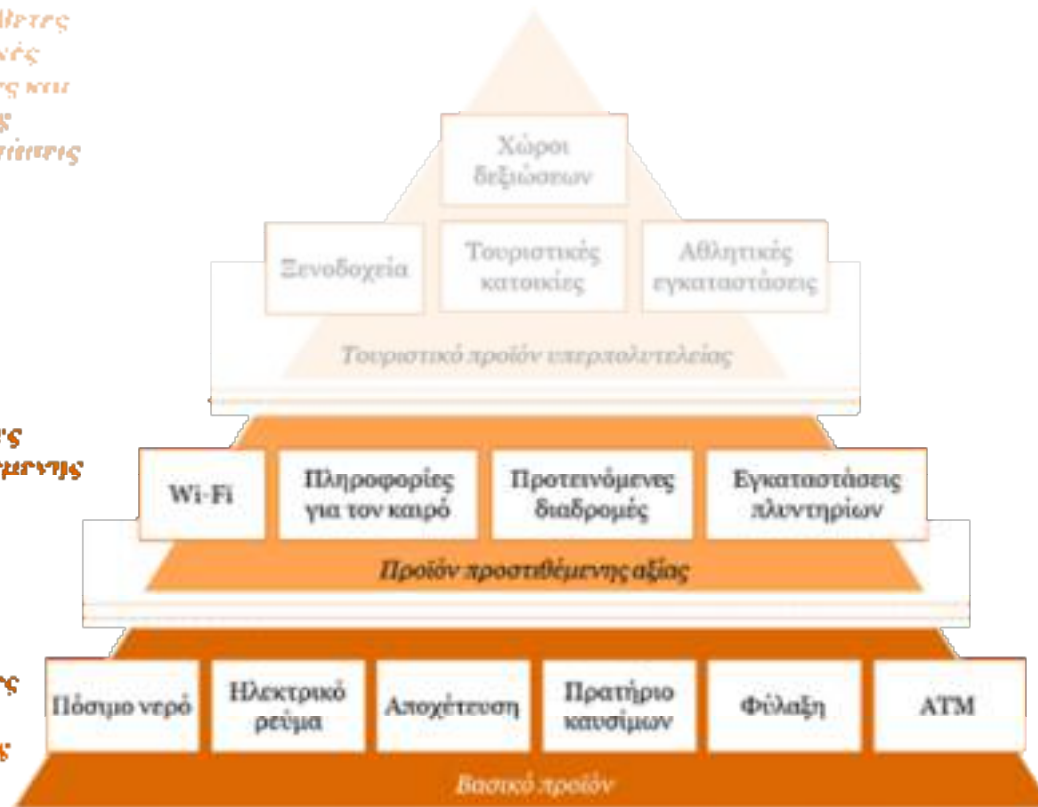 και
Χώροι
δεξιώσεων
Ξενοδοχεία
Τουριστικές
κατοικίες
Αθλητικές
εγκαταστάσεις
Τουριστικό προϊόν υπερπολυτελείας
Wi-Fi
Πληροφορίες
για τον καιρό
Προτεινόμενες
διαδρομές
Εγκαταστάσεις
πλυντηρίων
Προϊόν προστιθέμενης αξίας
Πόσιμο νερό
Ηλεκτρικό
ρεύμα
Αποχέτευση
Πρατήριο
καυσίμων
Φύλαξη
ATM
Βασικό προϊόν